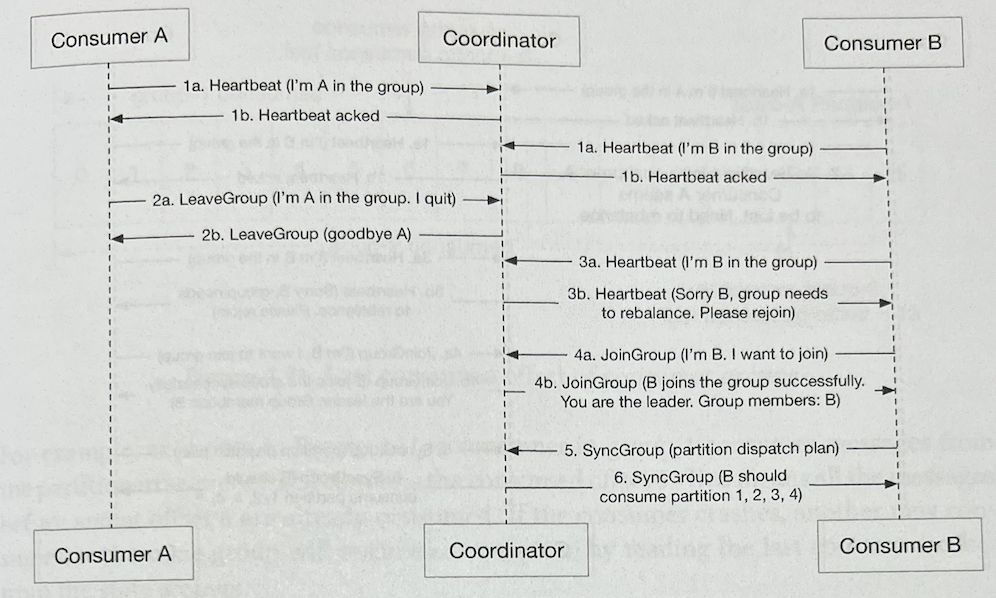 Consumer A
Coordinator
Consumer B
1a. Heartbeat (I'm A in the group)
1b. Heartbeat acked
1a. Heartbeat (I'm B in the group)
1b. Heartbeat acked
2a. LeaveGroup (I'm A in the group. I quit)
2b. LeaveGroup (goodbye A)
3a. Heartbeat (I'm B in the group)
3b. Heartbeat (Sorry B, group needs
to rebalance. Please rejoin)
4a. JoinGroup (I'm B. I want to join)
4b. JoinGroup (B joins the group successfully.
You are the leader. Group members: B)
5. SyncGroup (partition dispatch plan)
6. SyncGroup (B should
consume partition 1, 2, 3, 4)
Consumer A
Coordinator
Consumer B